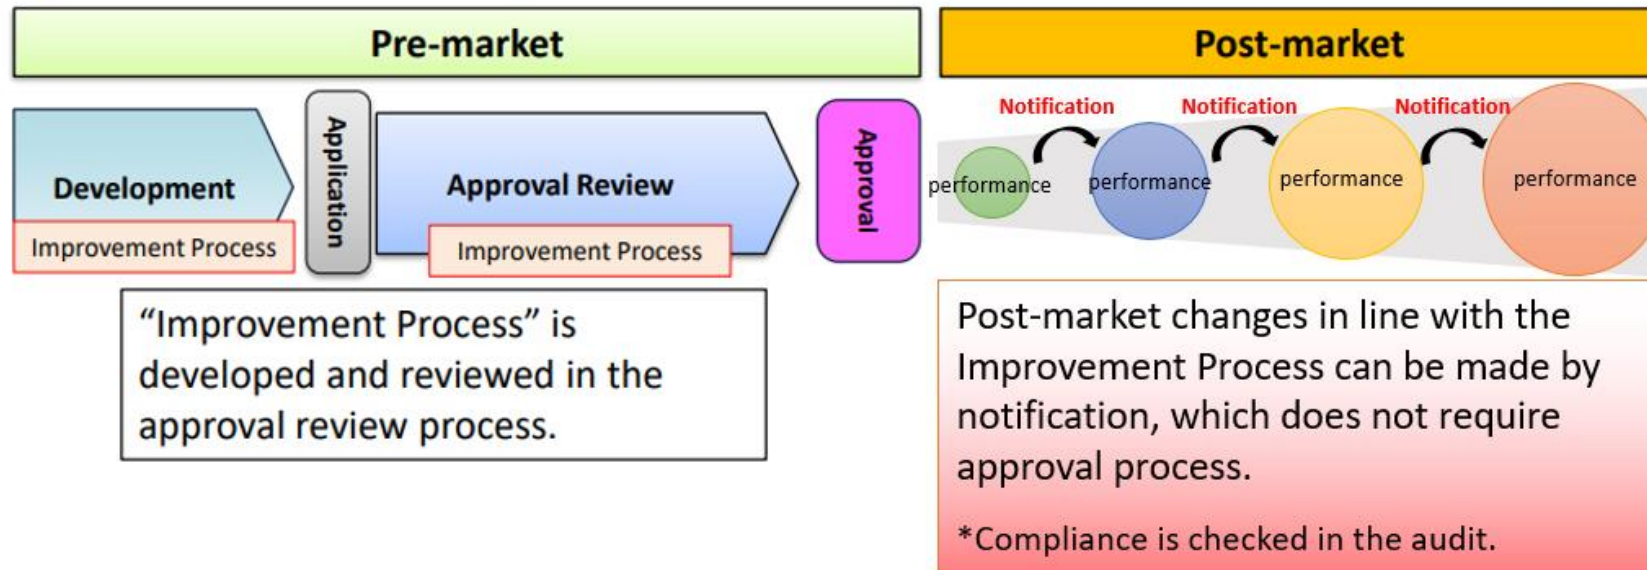 Pre-market
Post-market
Development
Improvement Process
Application
Approval Review
Improvement Process
Approval
Notification
Notification
Notification
performance
performance
performance
performance
“Improvement Process” is
developed and reviewed in the
approval review process.
Post-market changes in line with the
Improvement Process can be made by
notification, which does not require
approval process.
*Compliance is checked in the audit.